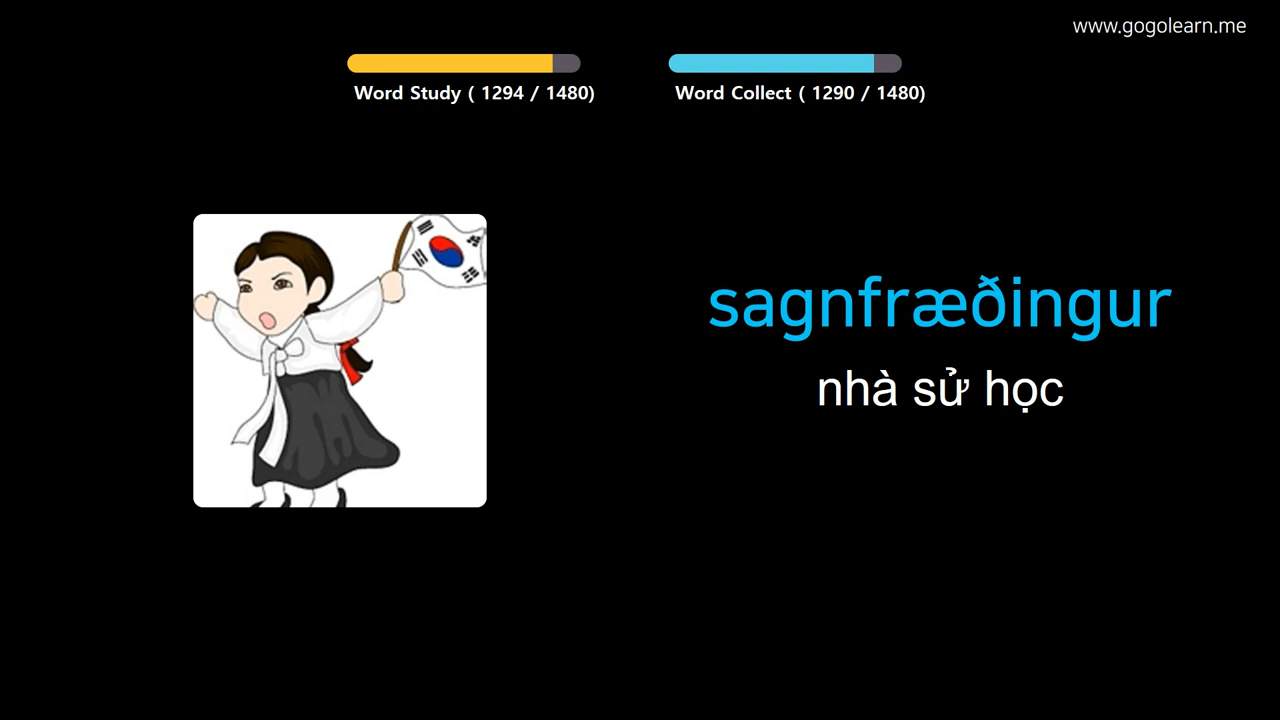 www.gogolearn.me
Word Study ( 1294 / 1480)
Word Collect ( 1290 / 1480)
sagnfræðingur
nhà sử học